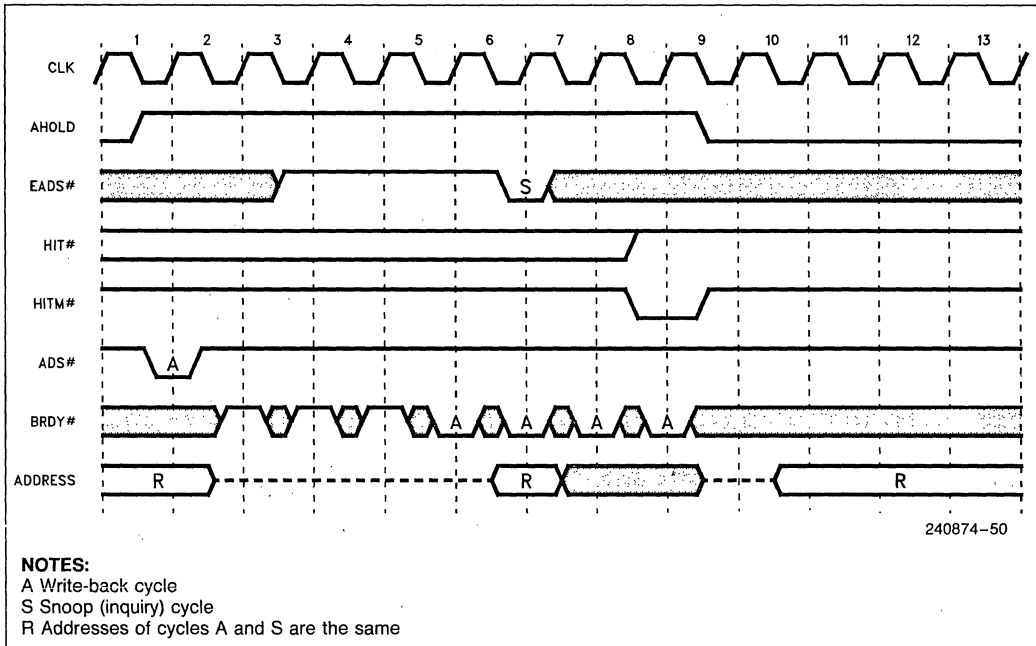 1 2 3 4 5 6 7 8 9 10 11 12 13
CLK
AHOLD
EADS# S
HIT#
HITM#
ADS# A
BRDY# A A A A
ADDRESS R R R
240874–50
NOTES:
A Write-back cycle
S Snoop (inquiry) cycle
R Addresses of cycles A and S are the same